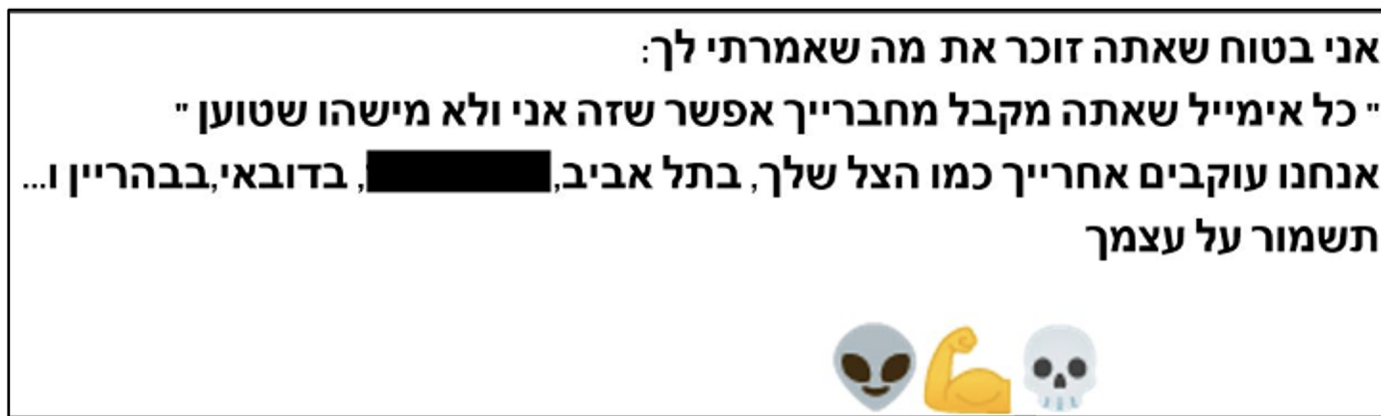 אני בטוח שאתה זוכר את מה שאמרתי לך:
" כל אימייל שאתה מקבל מחברייך אפשר שזה אני ולא מישהו שטוען "
אנחנו עוקבים אחרייך כמו הצל שלך, בתל אביב, , בדובאי,בבהריין ו...
תשמור על עצמך
💀💪👽